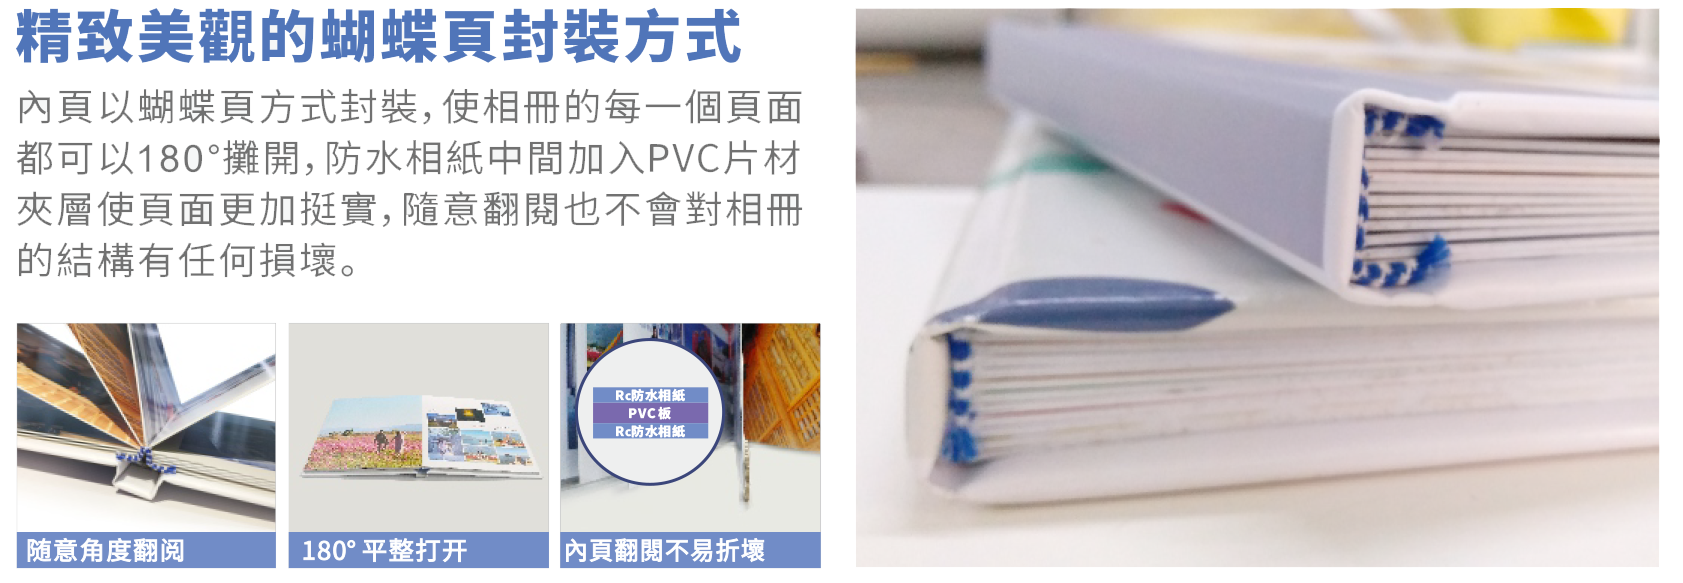 精致美觀的蝴蝶頁封裝方式
內頁以蝴蝶頁方式封裝，使相冊的每一個頁面
都可以180°攤開，防水相紙中間加入PVC片材
夾層使頁面更加挺實，隨意翻閱也不會對相冊
的結構有任何損壞。
Rc防水相紙
PVC板
Rc防水相紙
随意角度翻阅
180° 平整打开
內頁翻閱不易折壞